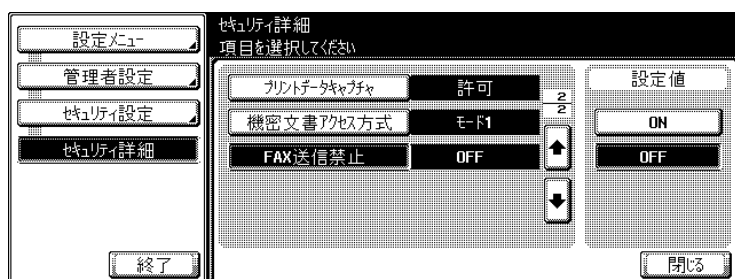 設定ﾒﾆｭｰ
管理者設定
ｾｷｭﾘﾃｨ設定
ｾｷｭﾘﾃｨ詳細
終了
ｾｷｭﾘﾃｨ詳細
項目を選択してください
ﾌﾟﾘﾝﾄﾃﾞｰﾀｷｬﾌﾟﾁｬ 許可
機密文書ｱｸｾｽ方式 ﾓｰﾄﾞ1
FAX送信禁止 OFF
2
2
設定値
ON
OFF
閉じる